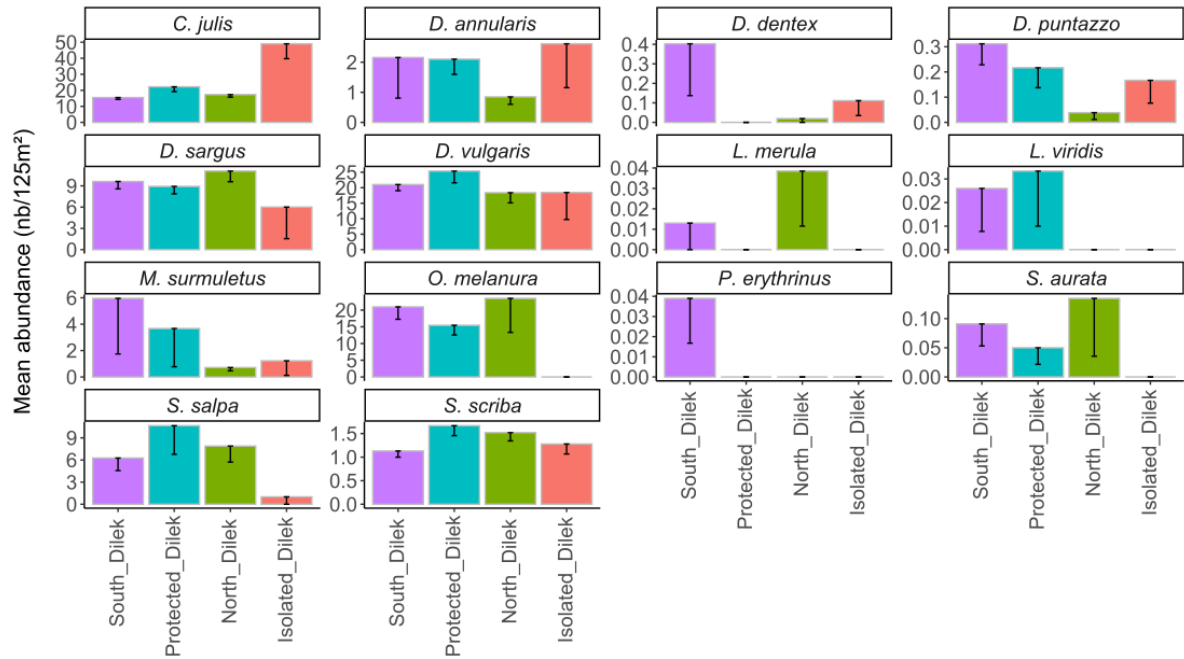 Mean abundance (nb/125m²)
C. julis
50
40
30
20
10
0
D. annularis
2
1
0
D. dentex
0.4
0.3
0.2
0.1
0.0
D. puntazzo
0.3
0.2
0.1
0.0
D. sargus
9
6
3
0
D. vulgaris
25
20
15
10
5
0
L. merula
0.04
0.03
0.02
0.01
0.00
L. viridis
0.03
0.02
0.01
0.00
M. surmuletus
6
4
2
0
O. melanura
20
15
10
5
0
P. erythrinus
0.04
0.03
0.02
0.01
0.00
S. aurata
0.10
0.05
0.00
S. salpa
9
6
3
0
S. scriba
1.5
1.0
0.5
0.0
South_Dilek
Protected_Dilek
North_Dilek
Isolated_Dilek
South_Dilek
Protected_Dilek
North_Dilek
Isolated_Dilek
South_Dilek
Protected_Dilek
North_Dilek
Isolated_Dilek
South_Dilek
Protected_Dilek
North_Dilek
Isolated_Dilek